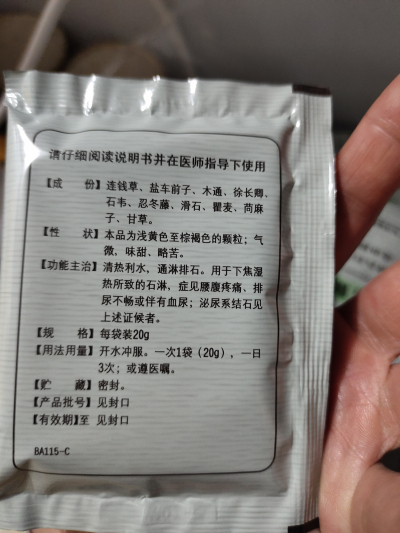 请仔细阅读说明书并在医师指导下使用
【成　份】连钱草、盐车前子、木通、徐长卿、
石韦、忍冬藤、滑石、瞿麦、苘麻
子、甘草。
【性　状】本品为浅黄色至棕褐色的颗粒；气
微，味甜、略苦。
【功能主治】清热利水，通淋排石。用于下焦湿
热所致的石淋，症见腰腹疼痛、排
尿不畅或伴有血尿；泌尿系结石见
上述证候者。
【规　格】每袋装20g
【用法用量】开水冲服。一次1袋（20g），一日
3次；或遵医嘱。
【贮　藏】密封。
【产品批号】见封口
【有效期】至 见封口
BA115-C